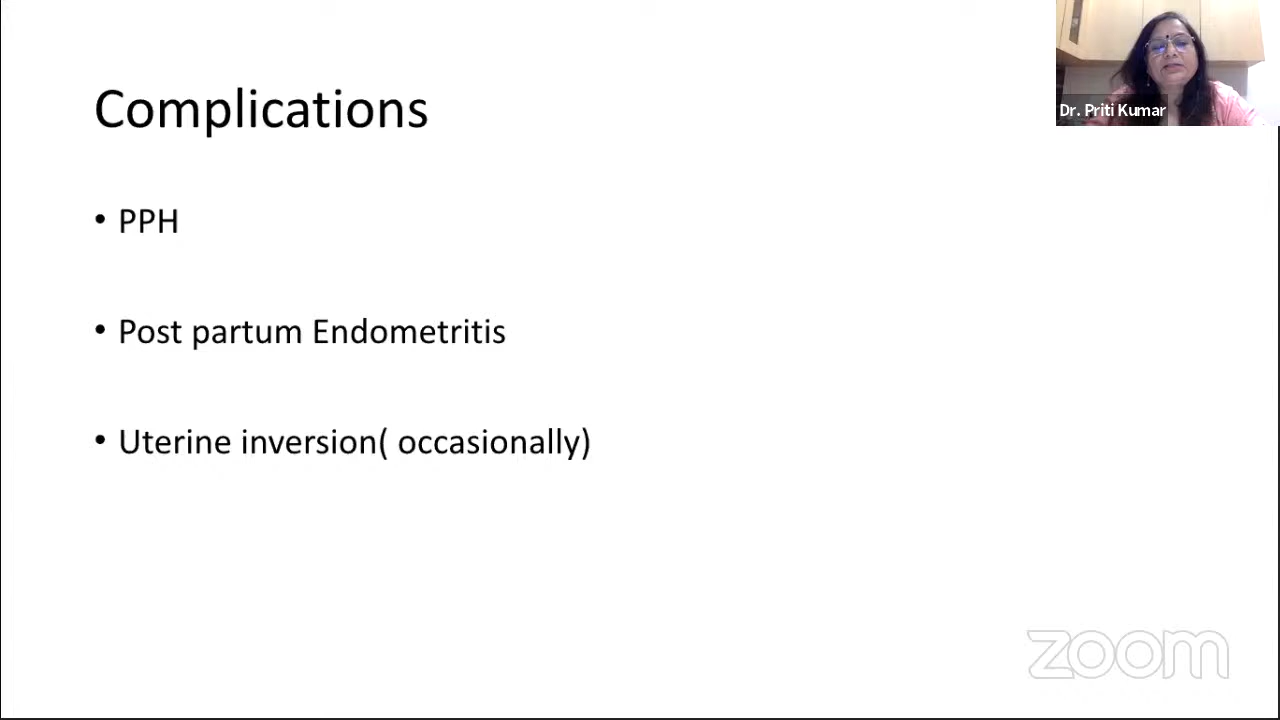 Complications
• PPH
• Post partum Endometritis
• Uterine inversion( occasionally)
Dr. Priti Kumar
zoom